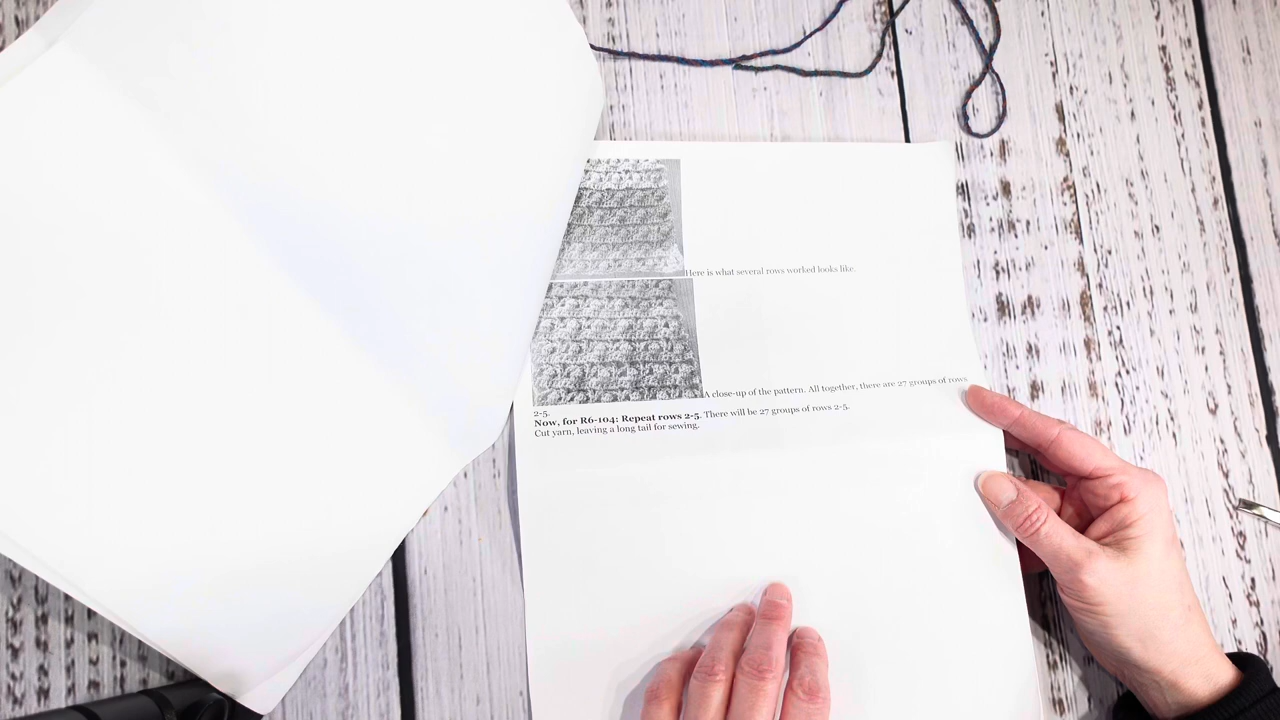 Here is what several rows worked looks like.
A close-up of the pattern. All together, there are 27 groups of rows
2-5.
Now, for R6-104: Repeat rows 2-5. There will be 27 groups of rows 2-5.
Cut yarn, leaving a long tail for sewing.